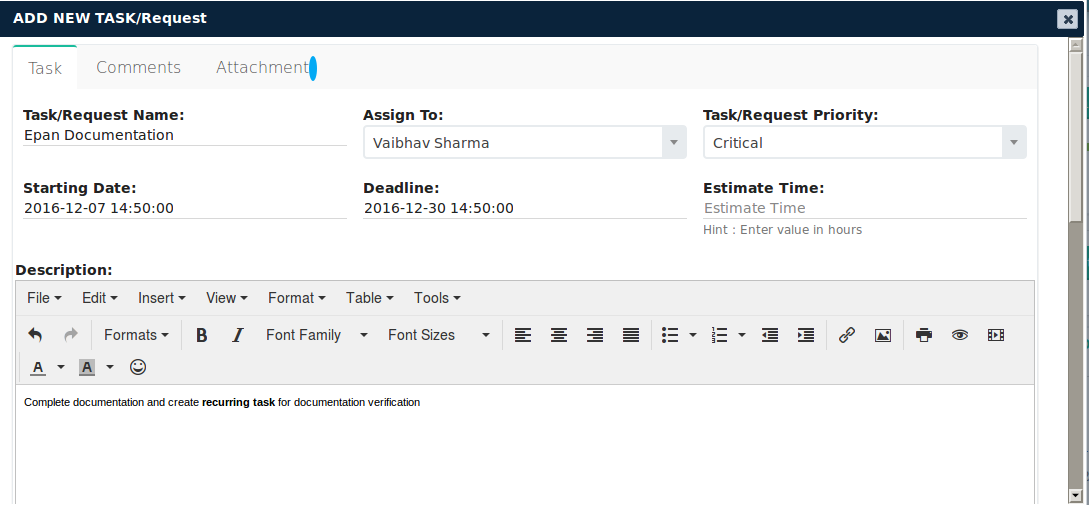 ADD NEW TASK/Request
Task Comments Attachment
Task/Request Name: Assign To: Task/Request Priority:
Epan Documentation Vaibhav Sharma Critical
Starting Date: Deadline: Estimate Time:
2016-12-07 14:50:00 2016-12-30 14:50:00 Estimate Time
Hint : Enter value in hours
Description:
File Edit Insert View Format Table Tools
Formats B I Font Family Font Sizes
A A
Complete documentation and create recurring task for documentation verification